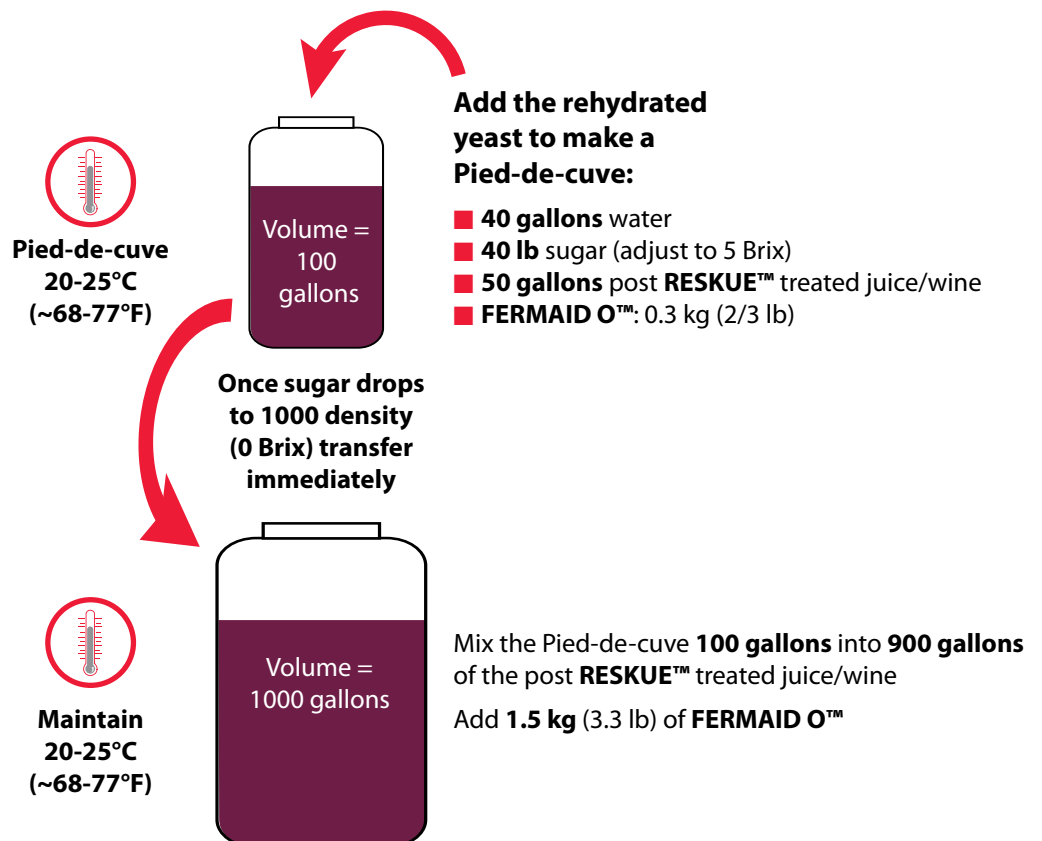 Add the rehydrated
yeast to make a
Pied-de-cuve:
■ 40 gallons water
■ 40 lb sugar (adjust to 5 Brix)
■ 50 gallons post RESKUE™ treated juice/wine
■ FERMAID O™: 0.3 kg (2/3 lb)
Volume =
100
gallons
Pied-de-cuve
20-25°C
(~68-77°F)
Once sugar drops
to 1000 density
(0 Brix) transfer
immediately
Volume =
1000 gallons
Maintain
20-25°C
(~68-77°F)
Mix the Pied-de-cuve 100 gallons into 900 gallons
of the post RESKUE™ treated juice/wine
Add 1.5 kg (3.3 lb) of FERMAID O™